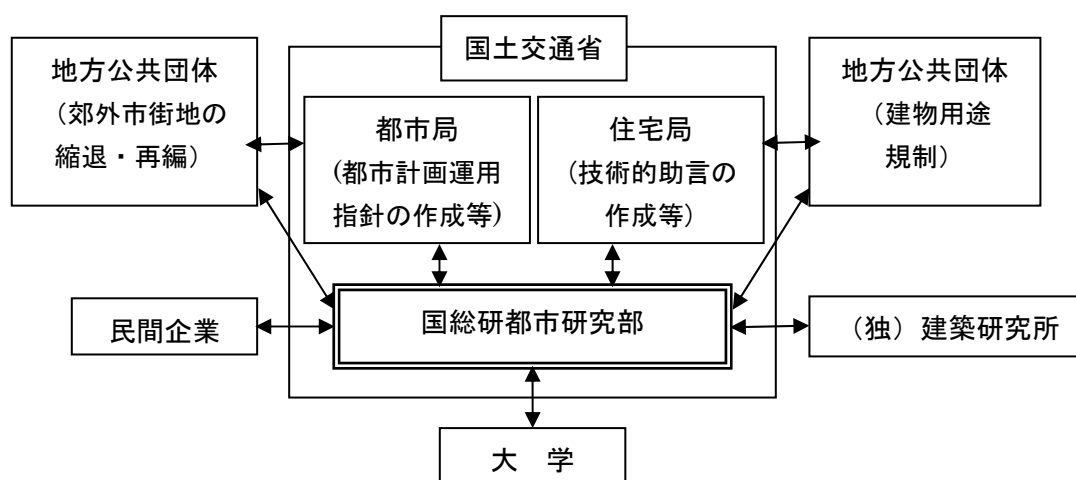 国土交通省
地方公共団体
（郊外市街地の
縮退・再編）
都市局
(都市計画運用
指針の作成等)
住宅局
（技術的助言の
作成等）
地方公共団体
（建物用途
規制）
民間企業
国総研都市研究部
（独）建築研究所
大　学